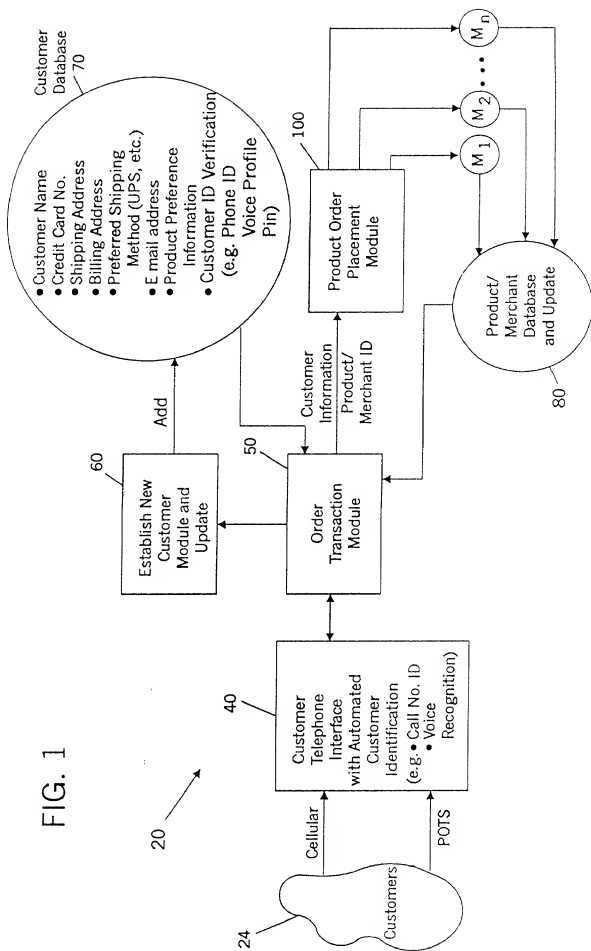 FIG. 1
20
24
Customers
Cellular
POTS
40
Customer
Telephone
Interface
with Automated
Customer
Identification
(e.g. • Call No. ID
• Voice
Recognition)
50
Order
Transaction
Module
60
Establish New
Customer
Module and
Update
Add
Customer
Database
70
• Customer Name
• Credit Card No.
• Shipping Address
• Billing Address
• Preferred Shipping
Method (UPS, etc.)
• E mail address
• Product Preference
Information
• Customer ID Verification
(e.g. Phone ID
Voice Profile
Pin)
Customer
Information
Product/
Merchant ID
100
Product Order
Placement
Module
M1
M2
• • • •
Mn
Product/
Merchant
Database
and Update
80